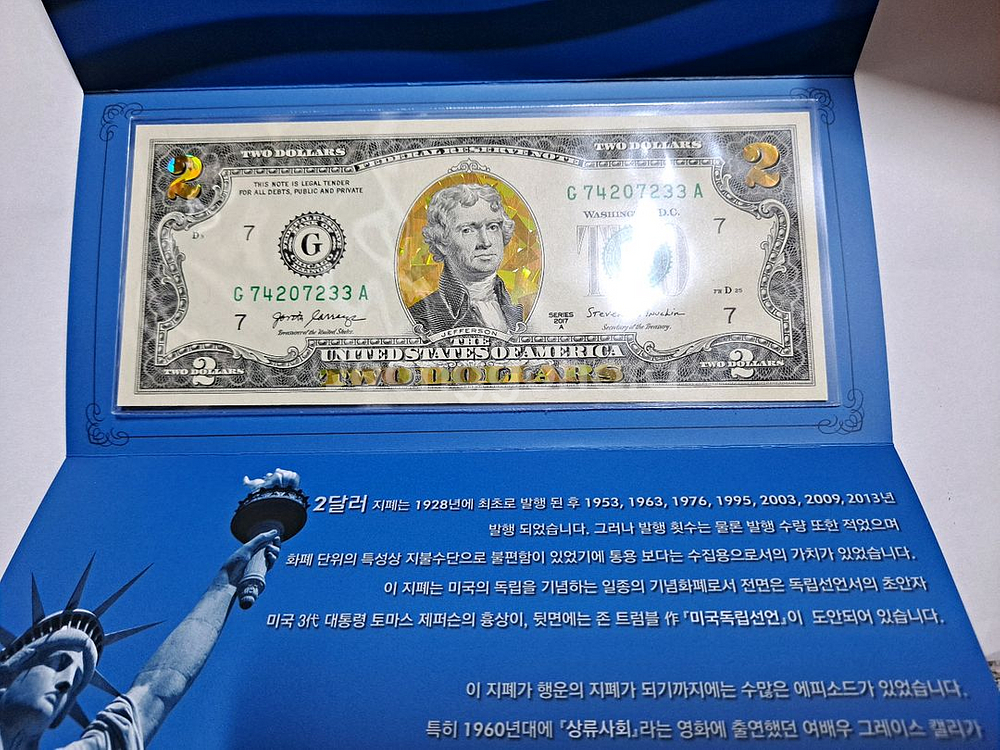 2 TWO DOLLARS FEDERAL RESERVE NOTE TWO DOLLARS 2
THIS NOTE IS LEGAL TENDER
FOR ALL DEBTS, PUBLIC AND PRIVATE
G 74207233 A
WASHINGTON, D.C.
7 G 7
TWO
G 74207233 A
7 7
Treasurer of the United States.
SERIES
2017
A
Secretary of the Treasury.
JEFFERSON
THE
UNITED STATES OF AMERICA
TWO DOLLARS 2 TWO DOLLARS TWO DOLLARS 2
2달러 지폐는 1928년에 최초로 발행 된 후 1953, 1963, 1976, 1995, 2003, 2009, 2013년
발행 되었습니다. 그러나 발행 횟수는 물론 발행 수량 또한 적었으며
화폐 단위의 특성상 지불수단으로 불편함이 있었기에 통용 보다는 수집용으로서의 가치가 있었습니다.
이 지폐는 미국의 독립을 기념하는 일종의 기념화폐로서 전면은 독립선언서의 초안자
미국 3代 대통령 토마스 제퍼슨의 흉상이, 뒷면에는 존 트럼블 作 「미국독립선언」이 도안되어 있습니다.
이 지폐가 행운의 지폐가 되기까지에는 수많은 에피소드가 있었습니다.
특히 1960년대에 「상류사회」라는 영화에 출연했던 여배우 그레이스 캘리가